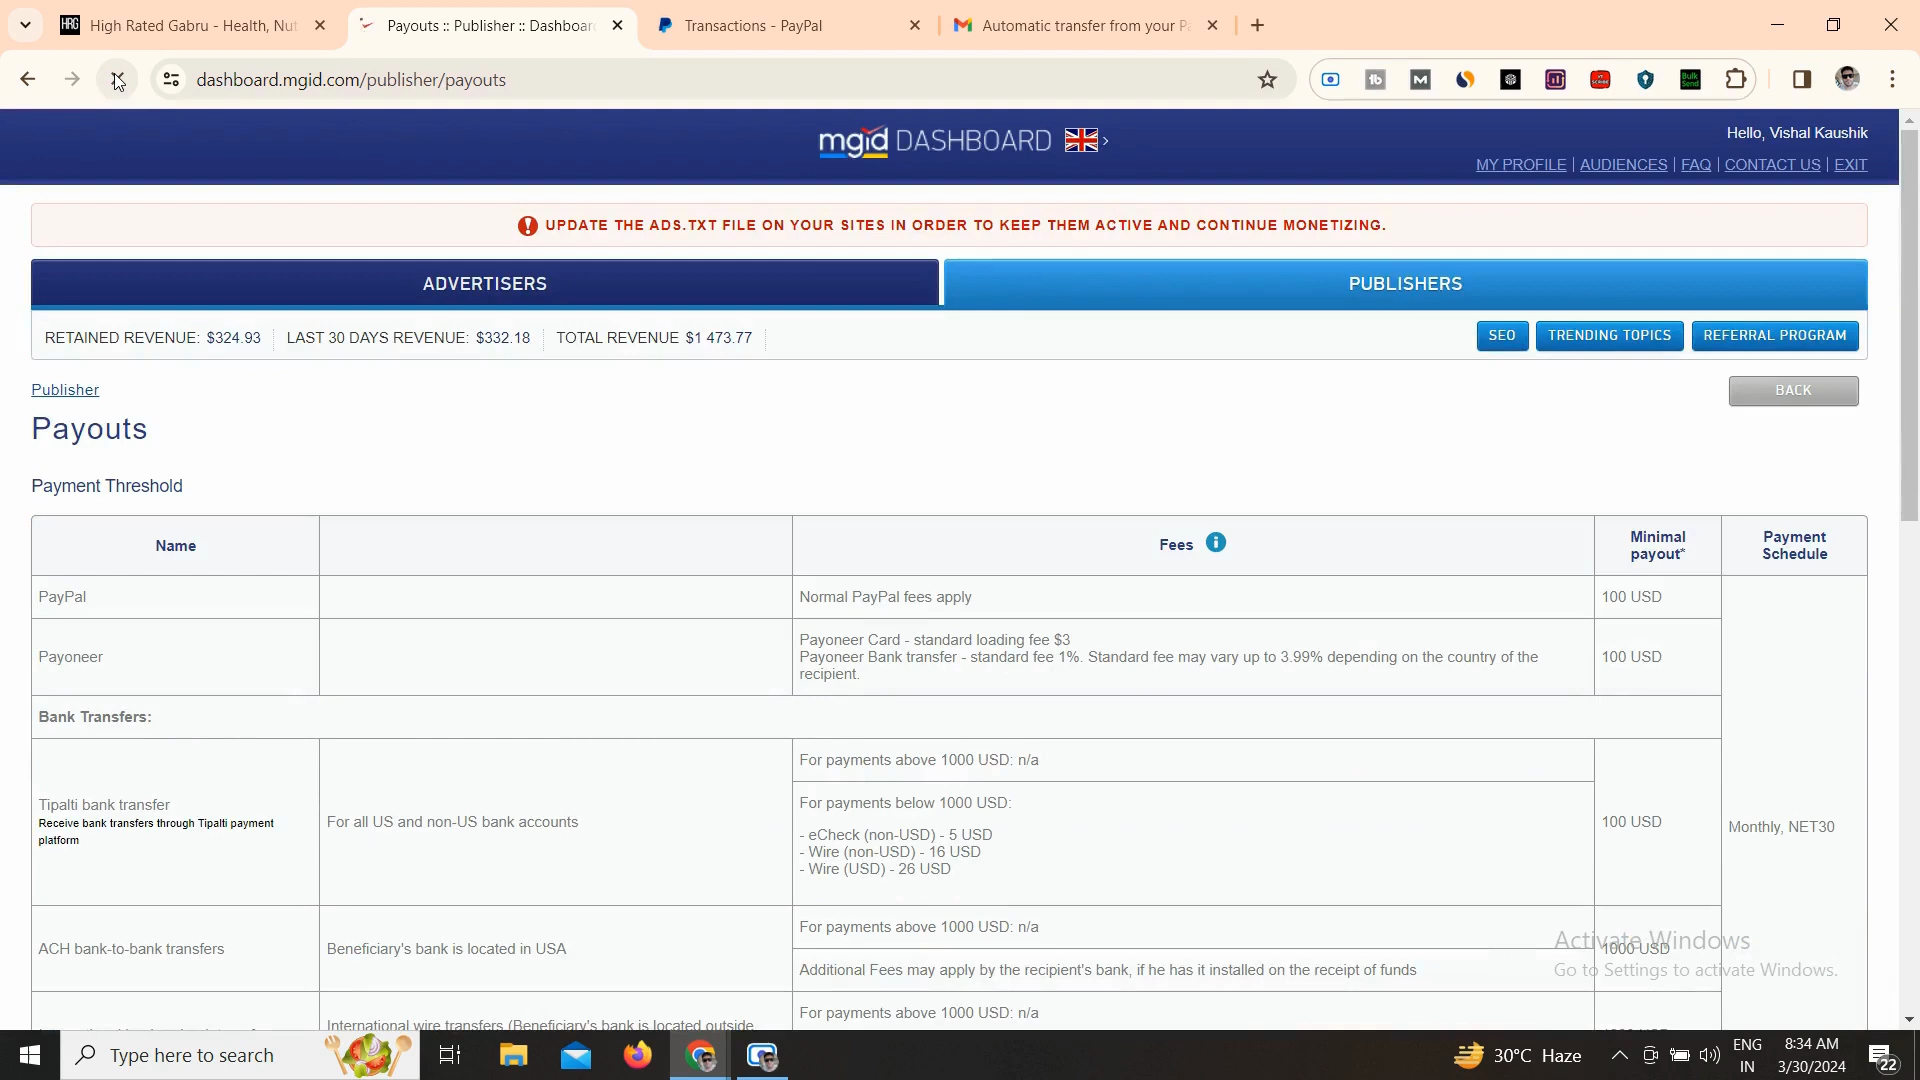 High Rated Gabru - Health, Nut
Payouts :: Publisher :: Dashboar
Transactions - PayPal
Automatic transfer from your Pa
dashboard.mgid.com/publisher/payouts
mgid DASHBOARD
Hello, Vishal Kaushik
MY PROFILE | AUDIENCES | FAQ | CONTACT US | EXIT
UPDATE THE ADS.TXT FILE ON YOUR SITES IN ORDER TO KEEP THEM ACTIVE AND CONTINUE MONETIZING.
ADVERTISERS
PUBLISHERS
RETAINED REVENUE: $324.93
LAST 30 DAYS REVENUE: $332.18
TOTAL REVENUE $1 473.77
SEO
TRENDING TOPICS
REFERRAL PROGRAM
Publisher
BACK
Payouts
Payment Threshold
Name
Fees
Minimal
payout*
Payment
Schedule
PayPal
Normal PayPal fees apply
100 USD
Payoneer
Payoneer Card - standard loading fee $3
Payoneer Bank transfer - standard fee 1%. Standard fee may vary up to 3.99% depending on the country of the
recipient.
100 USD
Bank Transfers:
Tipalti bank transfer
Receive bank transfers through Tipalti payment
platform
For all US and non-US bank accounts
For payments above 1000 USD: n/a
For payments below 1000 USD:
- eCheck (non-USD) - 5 USD
- Wire (non-USD) - 16 USD
- Wire (USD) - 26 USD
100 USD
Monthly, NET30
ACH bank-to-bank transfers
Beneficiary's bank is located in USA
For payments above 1000 USD: n/a
Additional Fees may apply by the recipient's bank, if he has it installed on the receipt of funds
1000 USD
International wire transfers (Beneficiary's bank is located outside
For payments above 1000 USD: n/a
Activate Windows
Go to Settings to activate Windows.
Type here to search
30°C Haze
ENG
IN
8:34 AM
3/30/2024
22